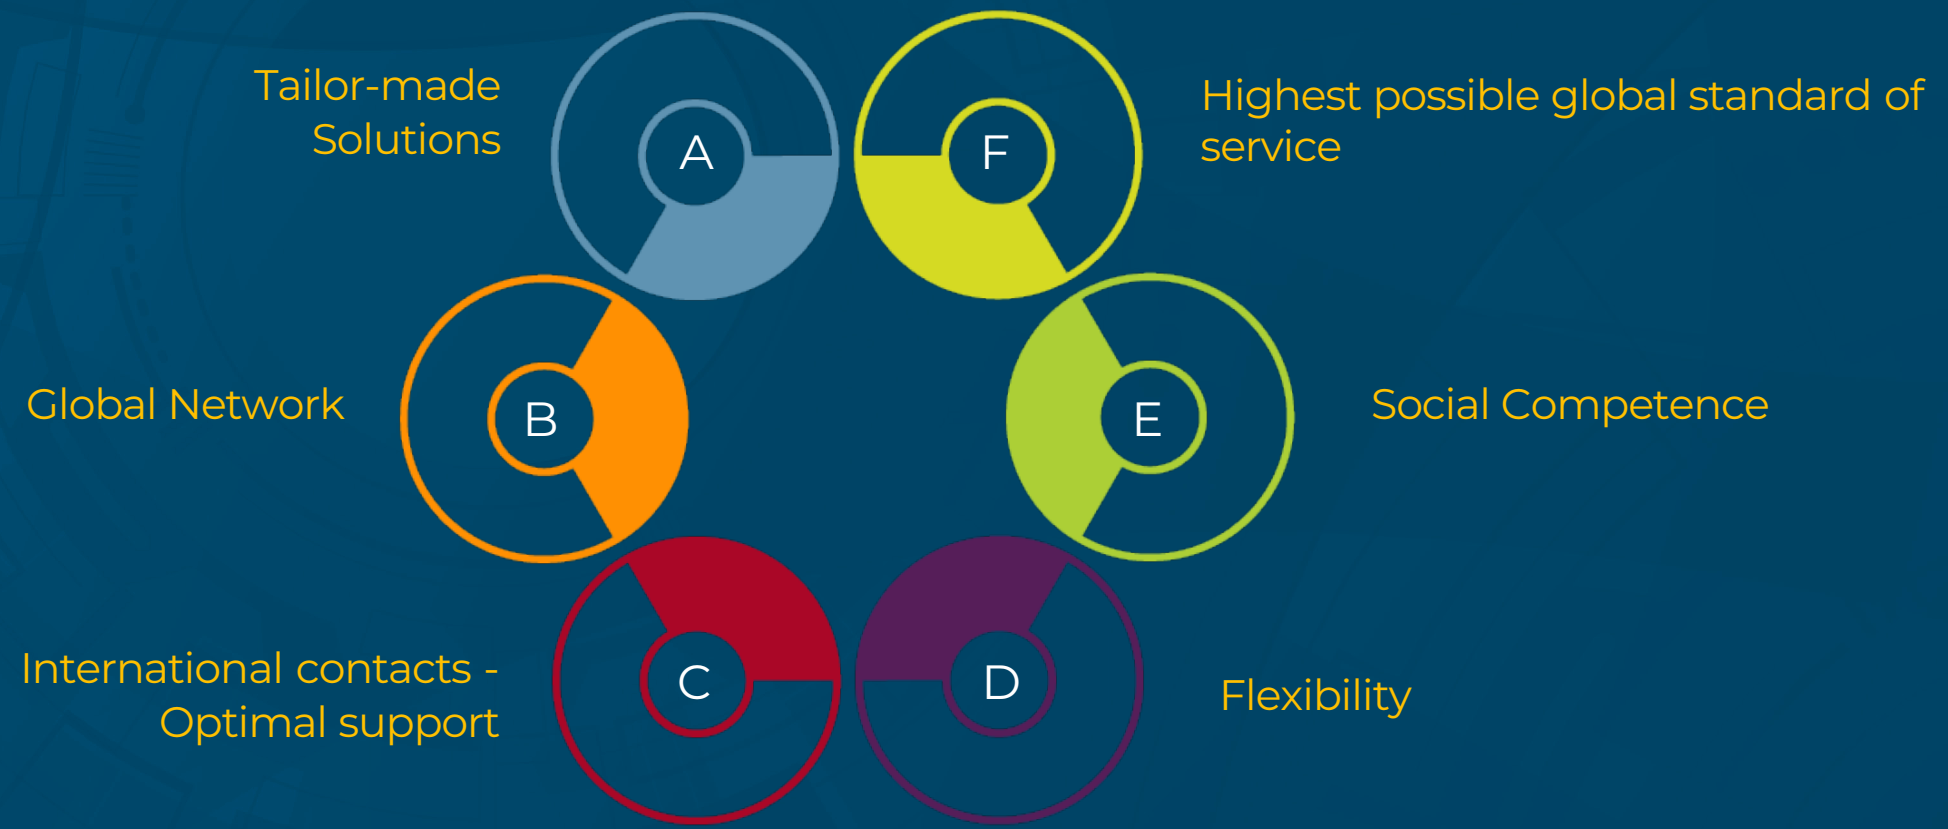 Tailor-made
Solutions
A
F
Highest possible global standard of
service
Global Network
B
E
Social Competence
International contacts -
Optimal support
C
D
Flexibility